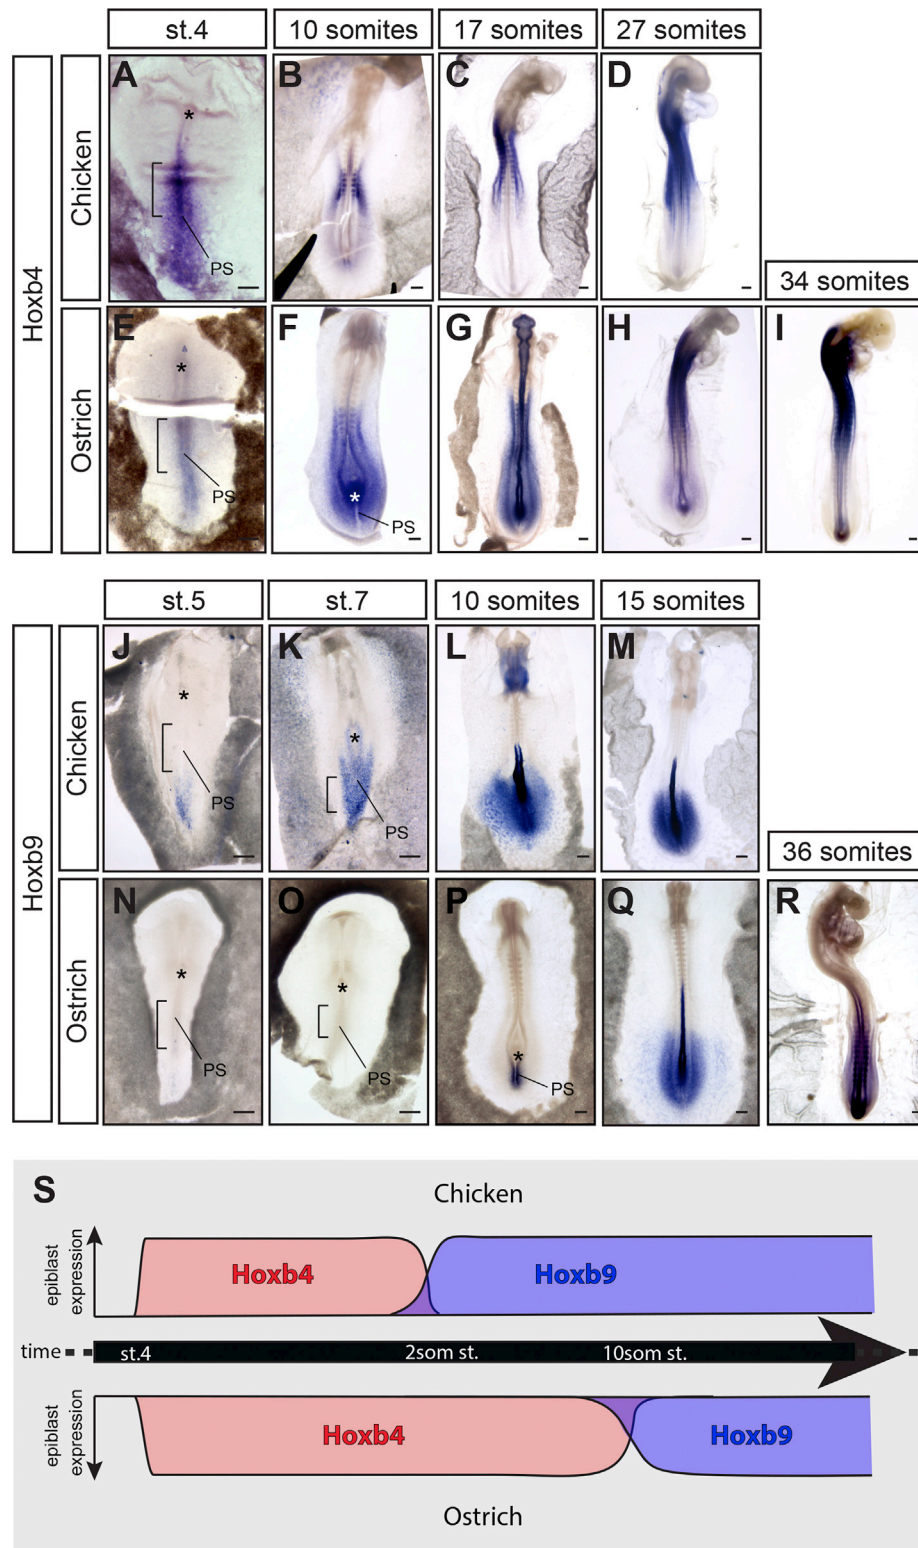 st.4
10 somites
17 somites
27 somites
Hoxb4
Chicken
A
*
PS
B
C
D
34 somites
Ostrich
E
*
PS
F
*
PS
G
H
I
st.5
st.7
10 somites
15 somites
Hoxb9
Chicken
J
*
PS
K
*
PS
L
M
36 somites
Ostrich
N
*
PS
O
*
PS
P
*
PS
Q
R
S
Chicken
epiblast
expression
Hoxb4
Hoxb9
time
st.4
2som st.
10som st.
epiblast
expression
Hoxb4
Hoxb9
Ostrich